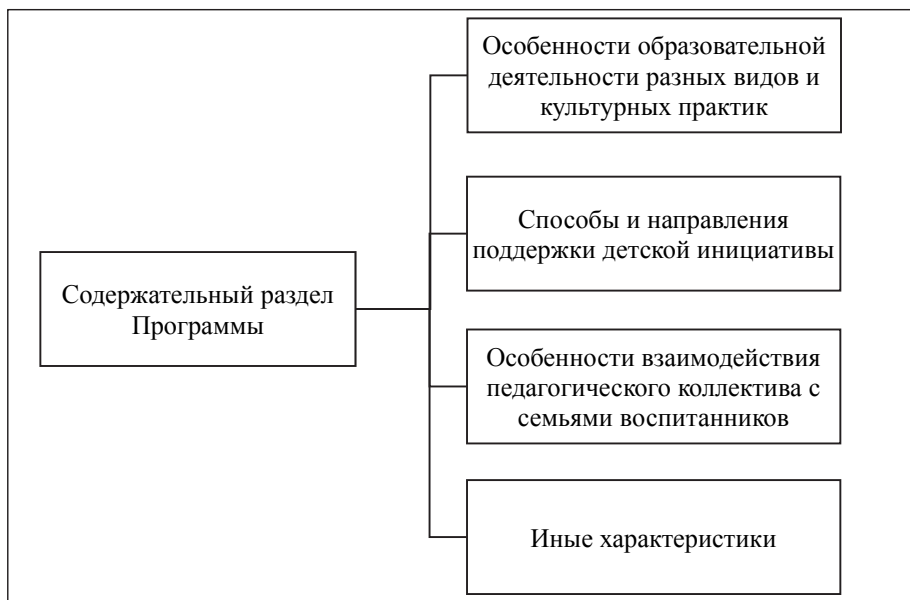 Особенности образовательной
деятельности разных видов и
культурных практик
Способы и направления
поддержки детской инициативы
Содержательный раздел
Программы
Особенности взаимодействия
педагогического коллектива с
семьями воспитанников
Иные характеристики